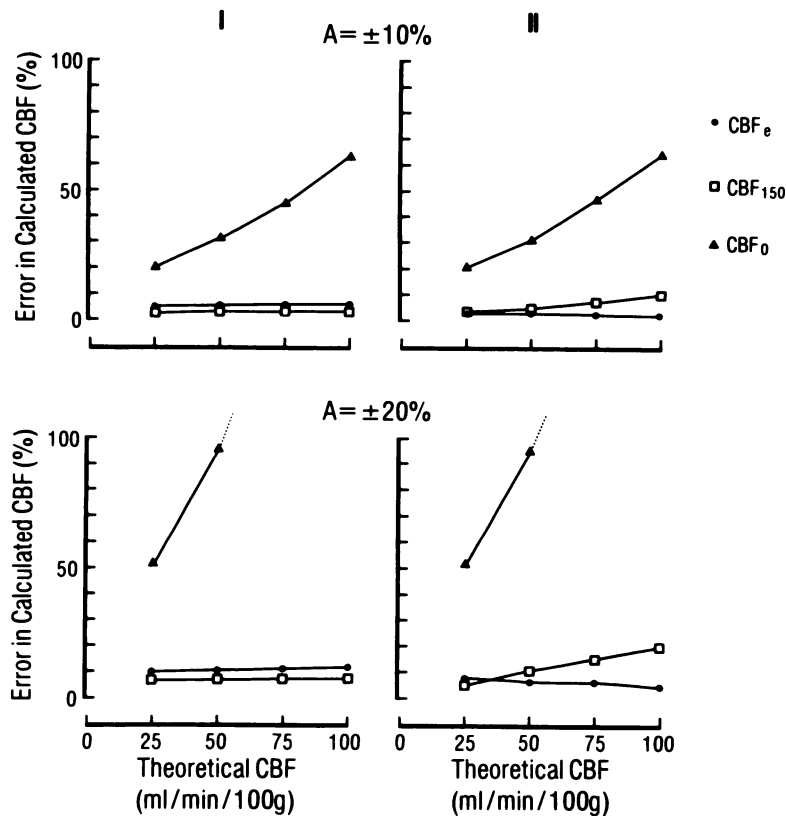 I
II
A= ±10%
Error in Calculated CBF (%)
100
50
0
CBFe
CBF150
CBF0
A= ±20%
Error in Calculated CBF (%)
100
50
0
0 25 50 75 100
0 25 50 75 100
Theoretical CBF
(ml/min/100g)
Theoretical CBF
(ml/min/100g)